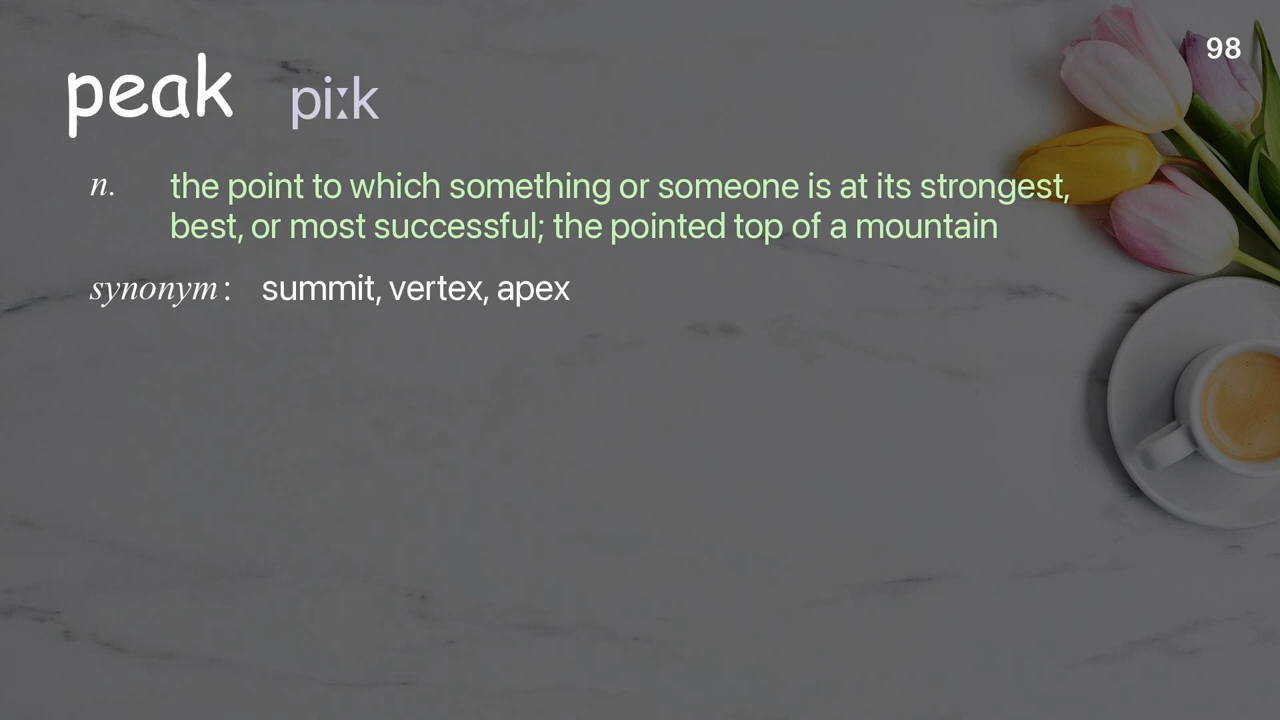 98
peak piːk
n. the point to which something or someone is at its strongest,
best, or most successful; the pointed top of a mountain
synonym : summit, vertex, apex